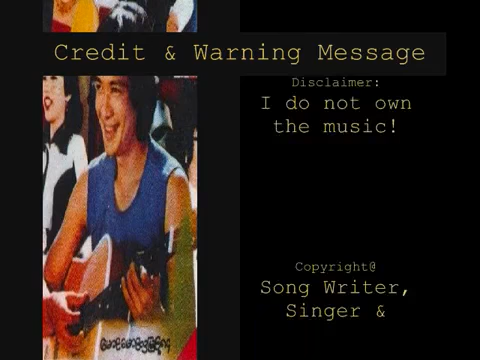 Credit & Warning Message
Disclaimer:
I do not own
the music!
Copyright@
Song Writer,
Singer &